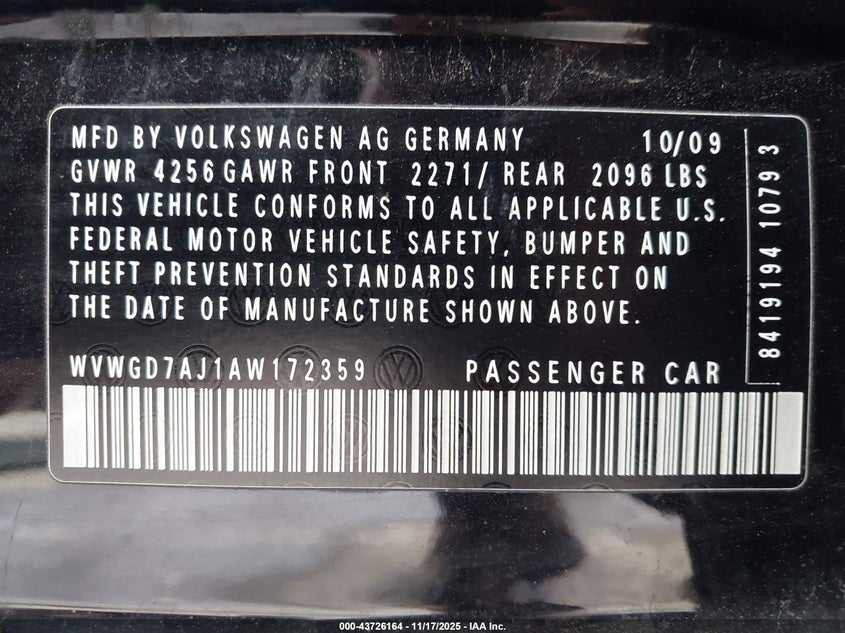 MFD BY VOLKSWAGEN AG GERMANY 10/09
GVWR 4256 GAWR FRONT 2271/ REAR 2096 LBS
THIS VEHICLE CONFORMS TO ALL APPLICABLE U.S.
FEDERAL MOTOR VEHICLE SAFETY, BUMPER AND
THEFT PREVENTION STANDARDS IN EFFECT ON
THE DATE OF MANUFACTURE SHOWN ABOVE.
WVWGD7AJ1AW172359 PASSENGER CAR
8419194 1079 3
000-43726164 - 11/17/2025 - IAA Inc.